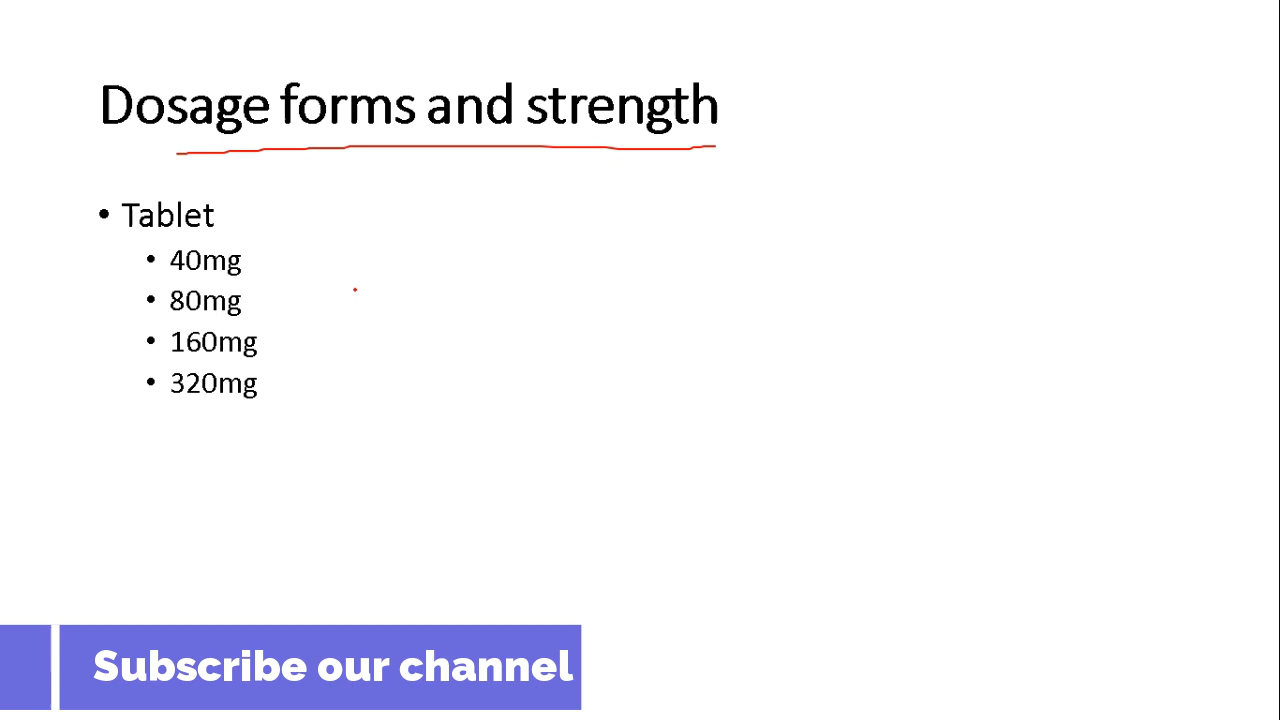 Dosage forms and strength
• Tablet
• 40mg
• 80mg
• 160mg
• 320mg
Subscribe our channel